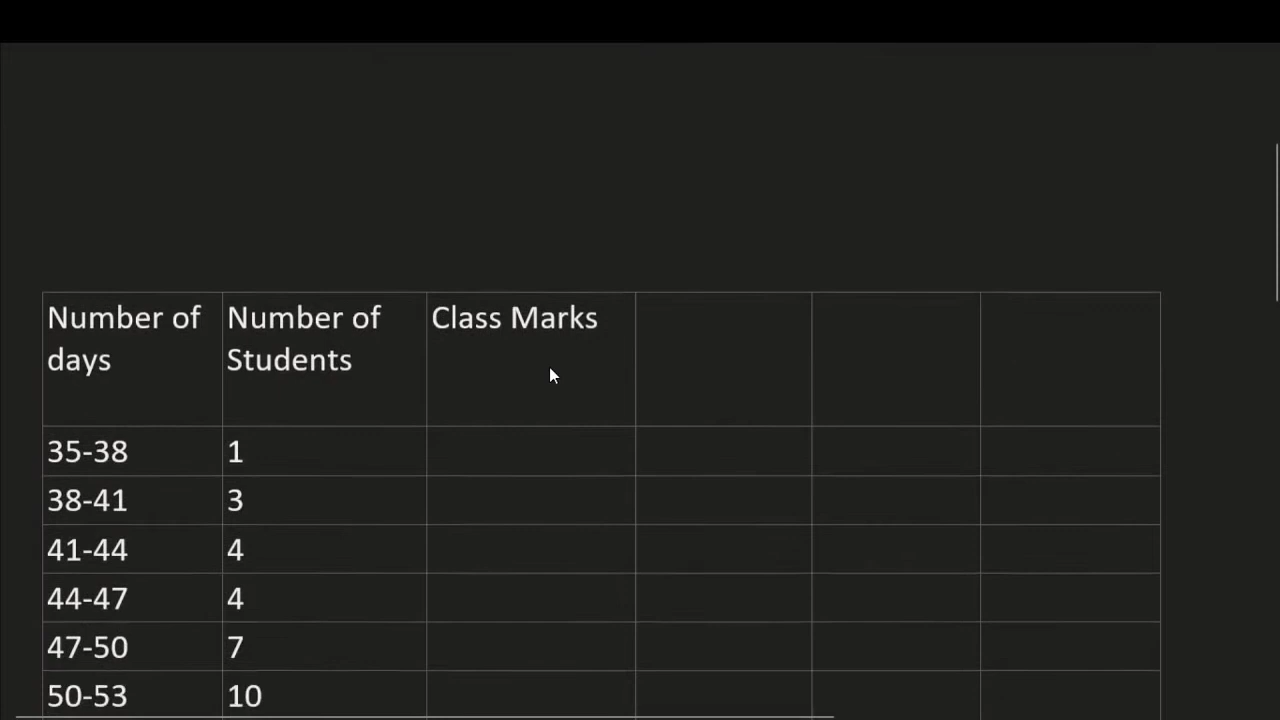 Number of days
Number of Students
Class Marks
35-38 1
38-41 3
41-44 4
44-47 4
47-50 7
50-53 10